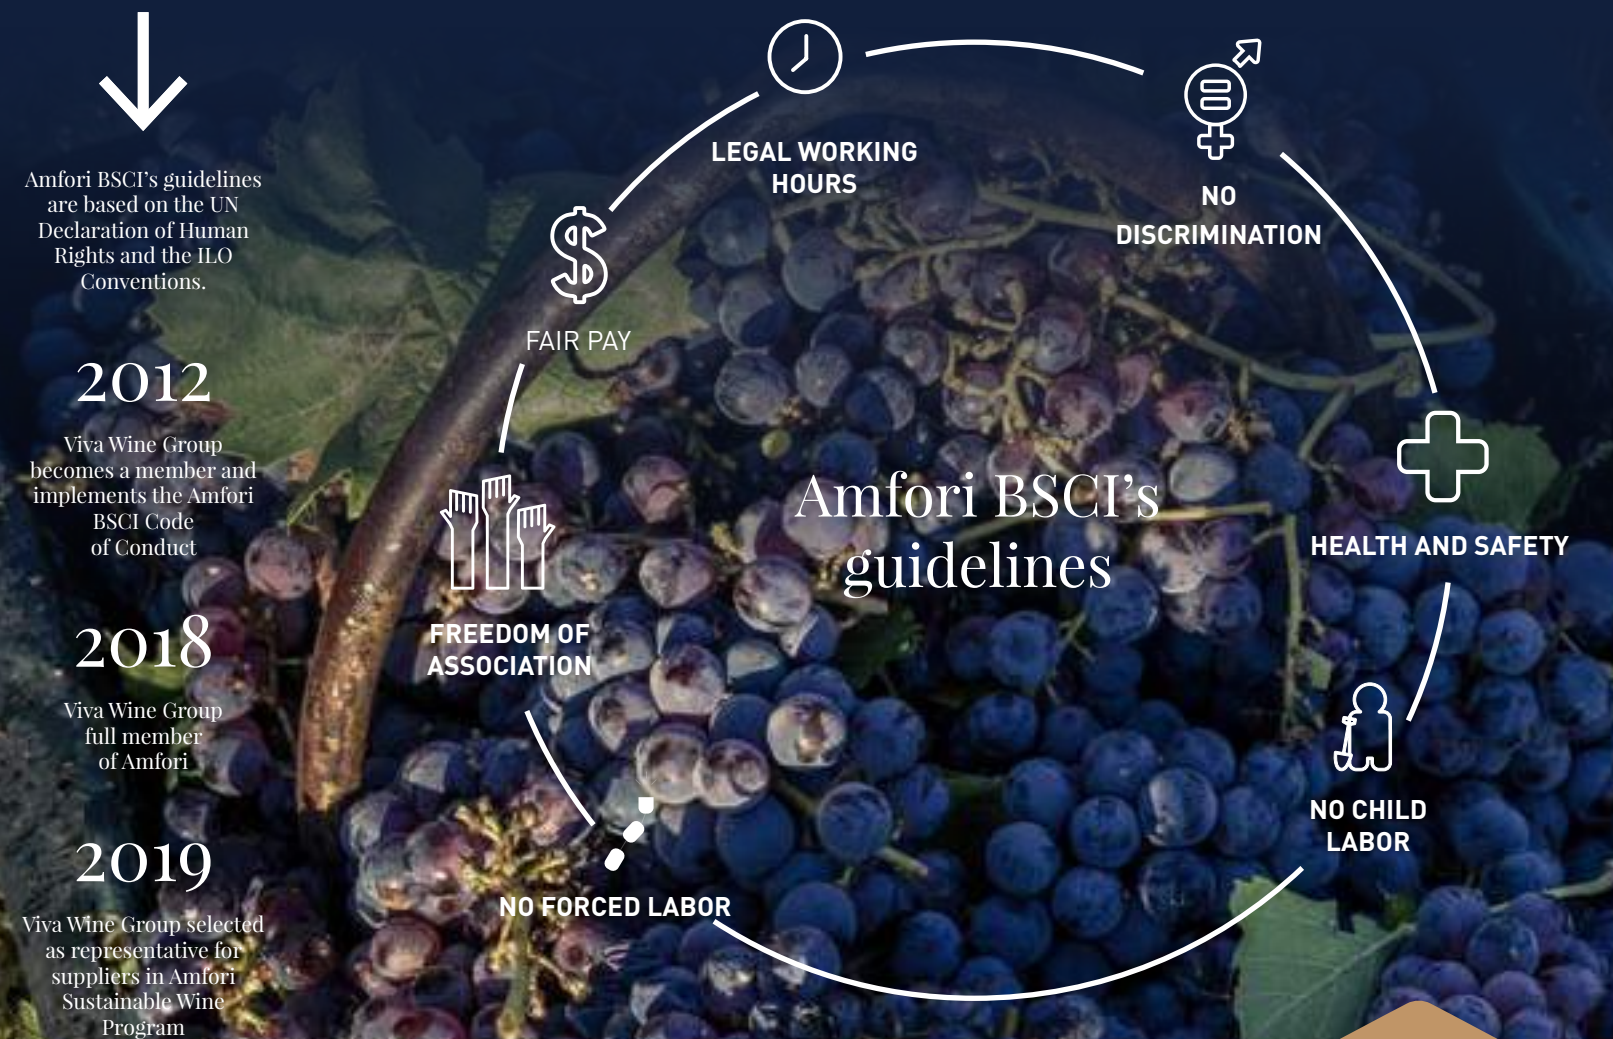 Amfori BSCI’s guidelines
are based on the UN
Declaration of Human
Rights and the ILO
Conventions.
2012
Viva Wine Group
becomes a member and
implements the Amfori
BSCI Code
of Conduct
2018
Viva Wine Group
full member
of Amfori
2019
Viva Wine Group selected
as representative for
suppliers in Amfori
Sustainable Wine
Program
Amfori BSCI’s
guidelines
LEGAL WORKING
HOURS
NO
DISCRIMINATION
HEALTH AND SAFETY
NO CHILD
LABOR
NO FORCED LABOR
FREEDOM OF
ASSOCIATION
FAIR PAY